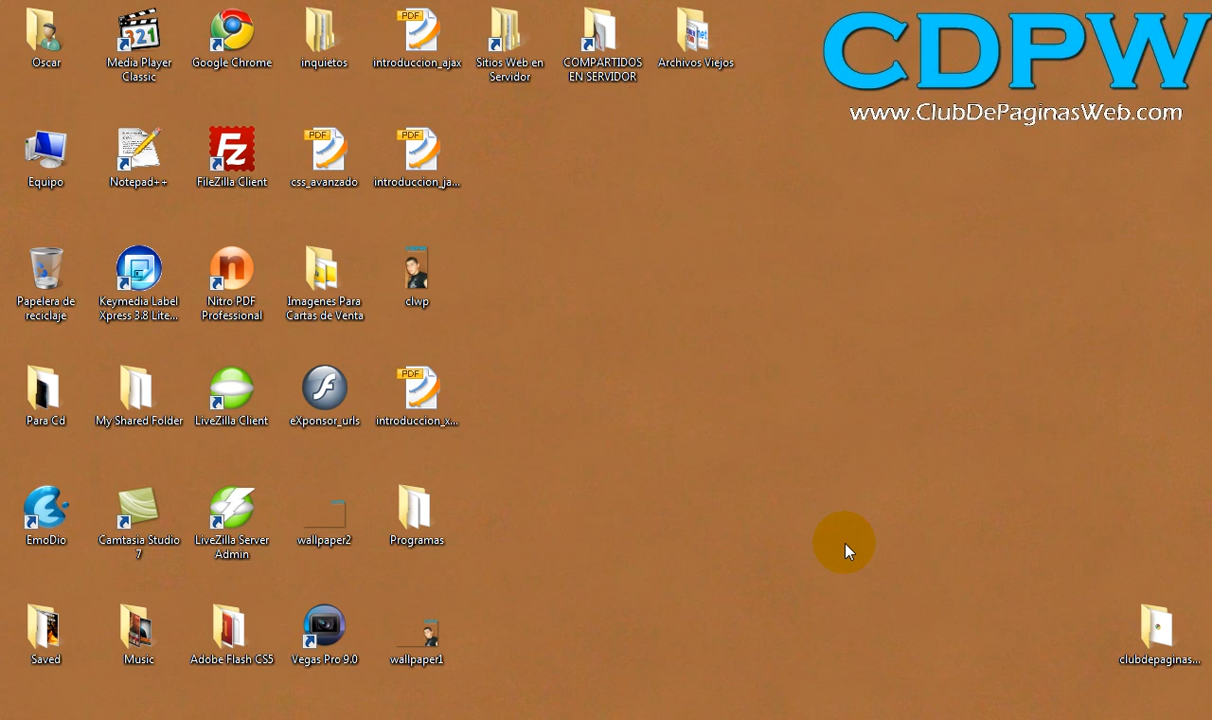 CDPW
www.ClubDePaginasWeb.com
Oscar
Media Player
Classic
Google Chrome
inquietos
PDF
introduccion_ajax
Sitios Web en
Servidor
COMPARTIDOS
EN SERVIDOR
Archivos Viejos
Equipo
Notepad++
Fz
FileZilla Client
PDF
css_avanzado
PDF
introduccion_ja...
Papelera de
reciclaje
Keymedia Label
Xpress 3.8 Lite...
n
Nitro PDF
Professional
Imagenes Para
Cartas de Venta
clwp
Para Cd
My Shared Folder
LiveZilla Client
eXponsor_urls
PDF
introduccion_x...
EmoDio
Camtasia Studio
7
LiveZilla Server
Admin
wallpaper2
Programas
Saved
Music
Adobe Flash CS5
Vegas Pro 9.0
wallpaper1
clubdepaginas...